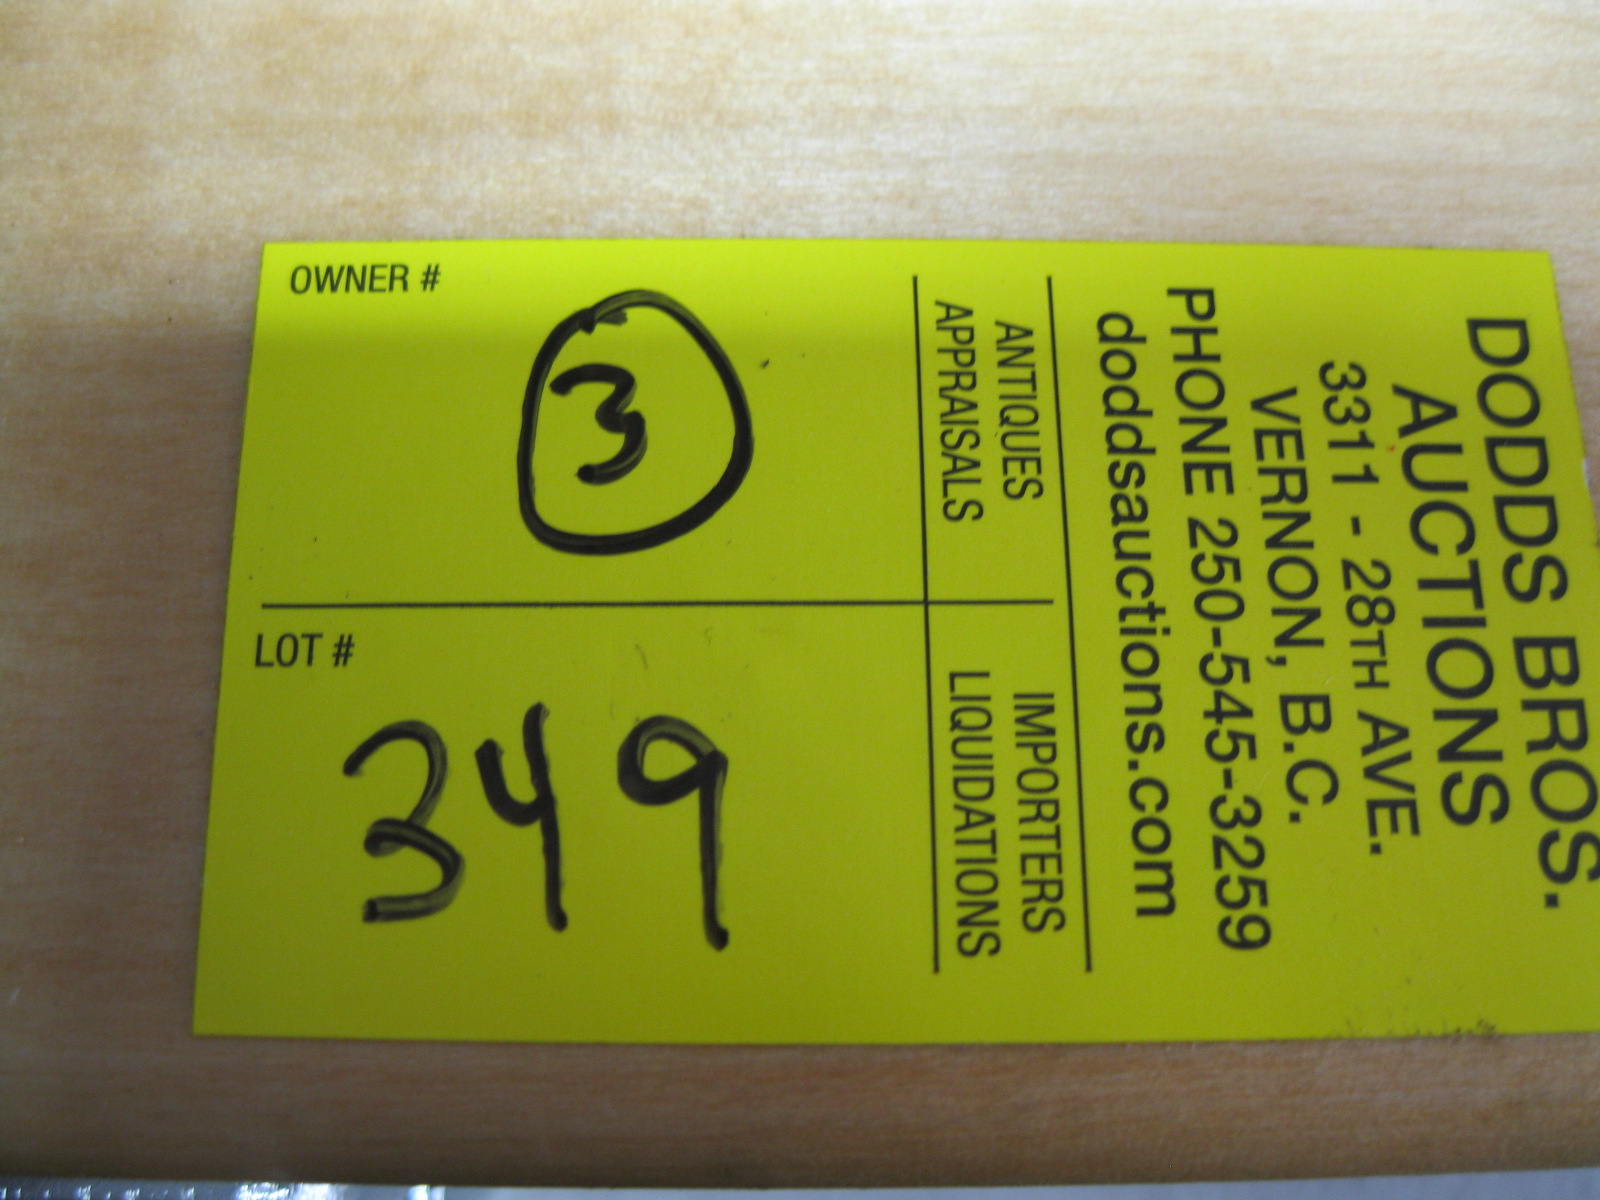 DODDS BROS.
AUCTIONS
3311 - 28TH AVE.
VERNON, B.C.
PHONE 250-545-3259
doddsauctions.com
ANTIQUES
APPRAISALS
IMPORTERS
LIQUIDATIONS
OWNER #
3
LOT #
349